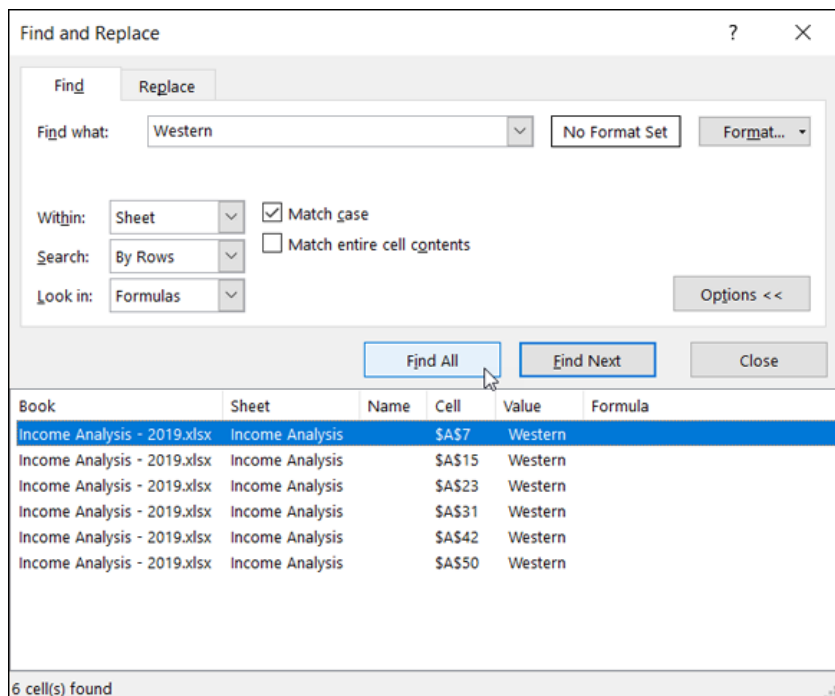 Find and Replace ?
Find Replace
Find what: Western No Format Set Format...
Within: Sheet Match case
Match entire cell contents
Search: By Rows
Look in: Formulas Options <<
Find All Find Next Close
Book Sheet Name Cell Value Formula
Income Analysis - 2019.xlsx Income Analysis $A$7 Western
Income Analysis - 2019.xlsx Income Analysis $A$15 Western
Income Analysis - 2019.xlsx Income Analysis $A$23 Western
Income Analysis - 2019.xlsx Income Analysis $A$31 Western
Income Analysis - 2019.xlsx Income Analysis $A$42 Western
Income Analysis - 2019.xlsx Income Analysis $A$50 Western
6 cell(s) found